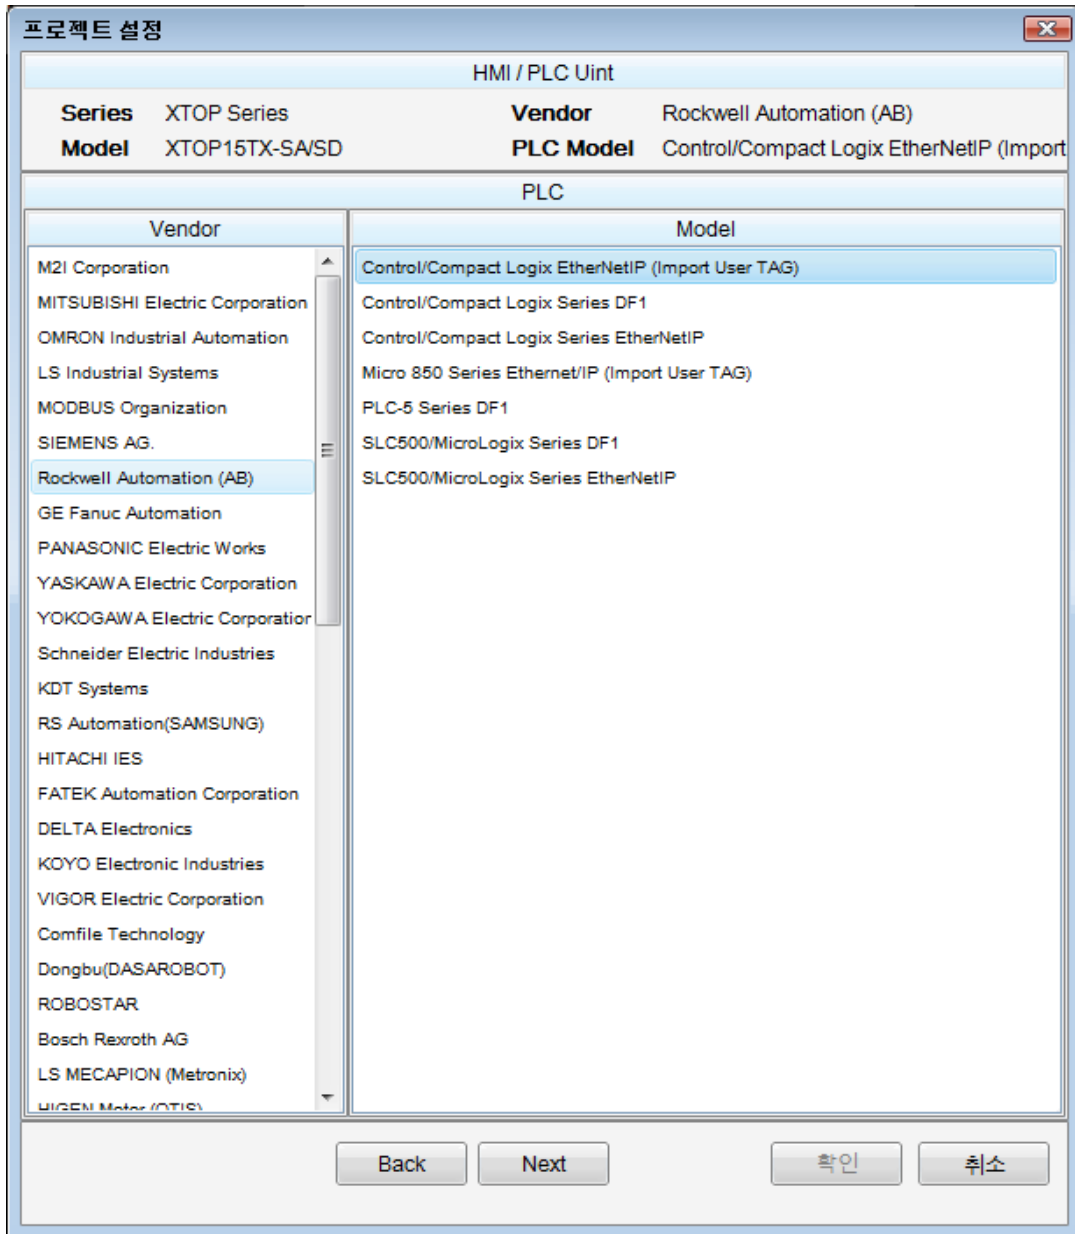 프로젝트 설정
HMI / PLC Uint
Series XTOP Series Vendor Rockwell Automation (AB)
Model XTOP15TX-SA/SD PLC Model Control/Compact Logix EtherNetIP (Import
PLC
Vendor
M2I Corporation
MITSUBISHI Electric Corporation
OMRON Industrial Automation
LS Industrial Systems
MODBUS Organization
SIEMENS AG.
Rockwell Automation (AB)
GE Fanuc Automation
PANASONIC Electric Works
YASKAWA Electric Corporation
YOKOGAWA Electric Corporation
Schneider Electric Industries
KDT Systems
RS Automation(SAMSUNG)
HITACHI IES
FATEK Automation Corporation
DELTA Electronics
KOYO Electronic Industries
VIGOR Electric Corporation
Comfile Technology
Dongbu(DASAROBOT)
ROBOSTAR
Bosch Rexroth AG
LS MECAPION (Metronix)
HIGEN Motor (OTIS)
Model
Control/Compact Logix EtherNetIP (Import User TAG)
Control/Compact Logix Series DF1
Control/Compact Logix Series EtherNetIP
Micro 850 Series Ethernet/IP (Import User TAG)
PLC-5 Series DF1
SLC500/MicroLogix Series DF1
SLC500/MicroLogix Series EtherNetIP
Back Next 확인 취소